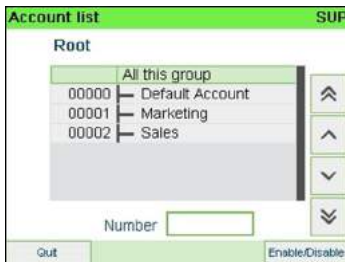 Account list SUP
Root
All this group
00000 Default Account
00001 Marketing
00002 Sales
Number
Quit Enable/Disable